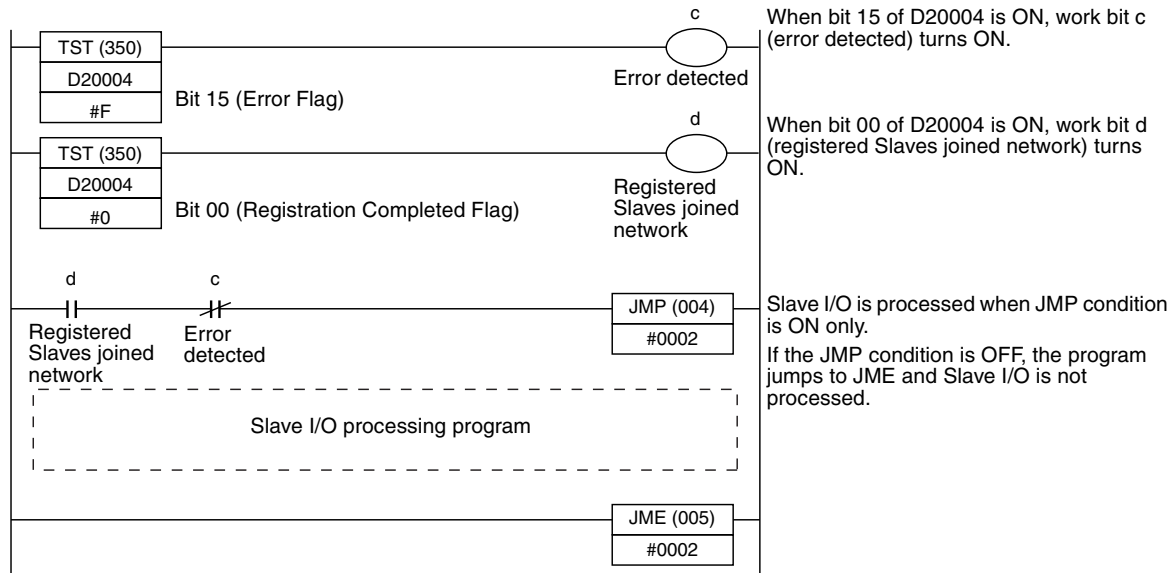 c
TST (350)
D20004
#F
Bit 15 (Error Flag)
Error detected
When bit 15 of D20004 is ON, work bit c
(error detected) turns ON.
d
TST (350)
D20004
#0
Bit 00 (Registration Completed Flag)
Registered
Slaves joined
network
When bit 00 of D20004 is ON, work bit d
(registered Slaves joined network) turns
ON.
d
c
Registered
Slaves joined
network
Error
detected
JMP (004)
#0002
Slave I/O is processed when JMP condition
is ON only.
If the JMP condition is OFF, the program
jumps to JME and Slave I/O is not
processed.
Slave I/O processing program
JME (005)
#0002